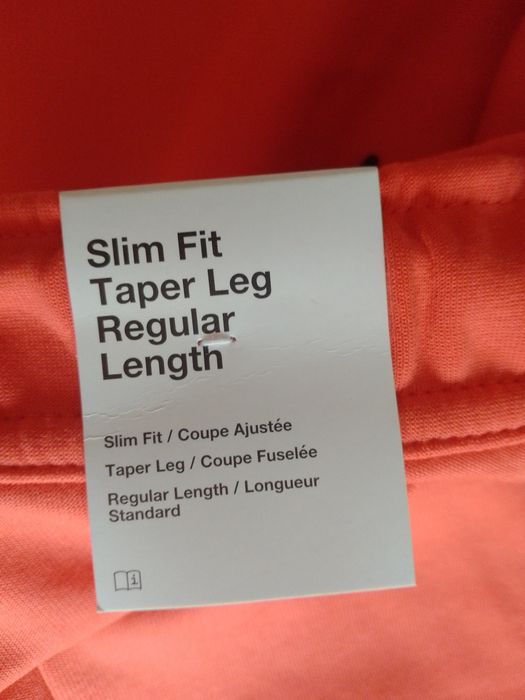 Slim Fit
Taper Leg
Regular
Length
Slim Fit / Coupe Ajustée
Taper Leg / Coupe Fuselée
Regular Length / Longueur
Standard
i